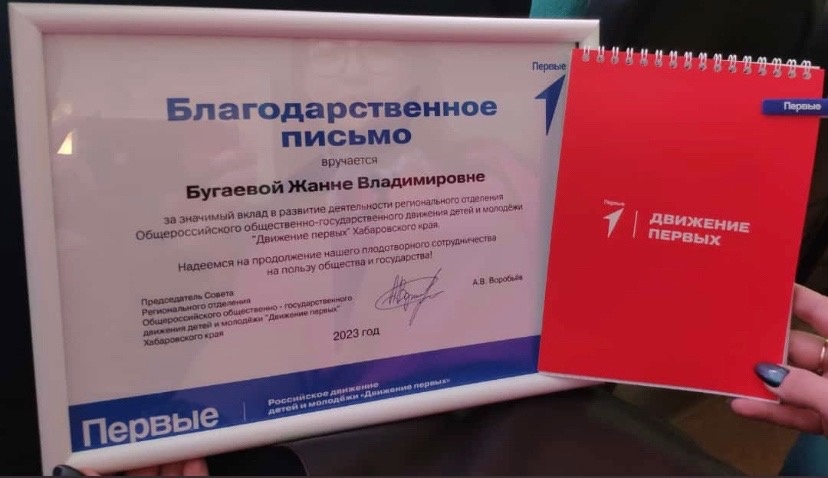 Первые
Благодарственное
письмо
вручается
Бугаевой Жанне Владимировне
за значимый вклад в развитие деятельности регионального отделения
Общероссийского общественно-государственного движения детей и молодёжи
"Движение первых" Хабаровского края.
Надеемся на продолжение нашего плодотворного сотрудничества
на пользу общества и государства!
Председатель Совета
Регионального отделения
Общероссийского общественно - государственного
движения детей и молодёжи "Движение первых"
Хабаровского края
А.В. Воробьёв
2023 год
Первые
Российское движение
детей и молодёжи «Движение первых»
Первые
Первые
ДВИЖЕНИЕ
ПЕРВЫХ